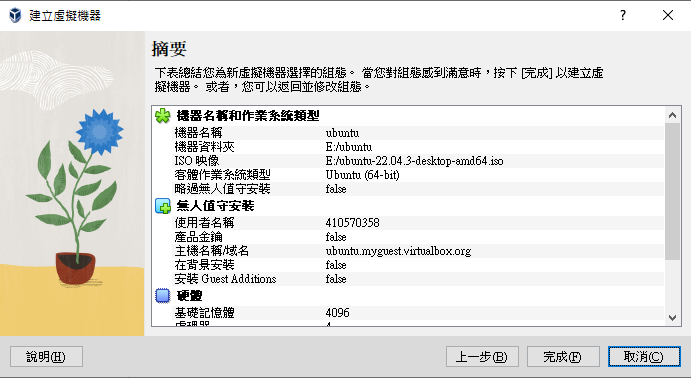 建立虛擬機器
?
摘要
下表總結您為新虛擬機器選擇的組態。 當您對組態感到滿意時，按下 [完成] 以建立虛
擬機器。 或者，您可以返回並修改組態。
機器名稱和作業系統類型
機器名稱 ubuntu
機器資料夾 E:/ubuntu
ISO 映像 E:/ubuntu-22.04.3-desktop-amd64.iso
客體作業系統類型 Ubuntu (64-bit)
略過無人值守安裝 false
無人值守安裝
使用者名稱 410570358
產品金鑰 false
主機名稱/域名 ubuntu.myguest.virtualbox.org
在背景安裝 false
安裝 Guest Additions false
硬體
基礎記憶體 4096
處理器 4
說明(H)
上一步(B) 完成(F) 取消(C)